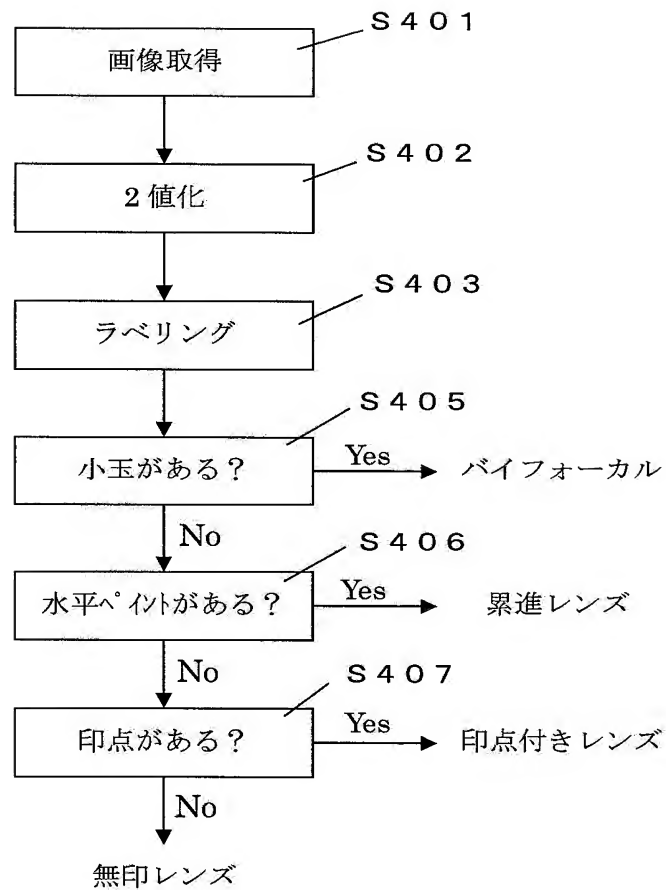 S401
画像取得
S402
2値化
ラベリング
S403
S405
小玉がある?
Yes
バイフォーカル
No
S406
水平ペイントがある?
Yes
累進レンズ
No
S407
印点がある?
Yes
印点付きレンズ
No
無印レンズ